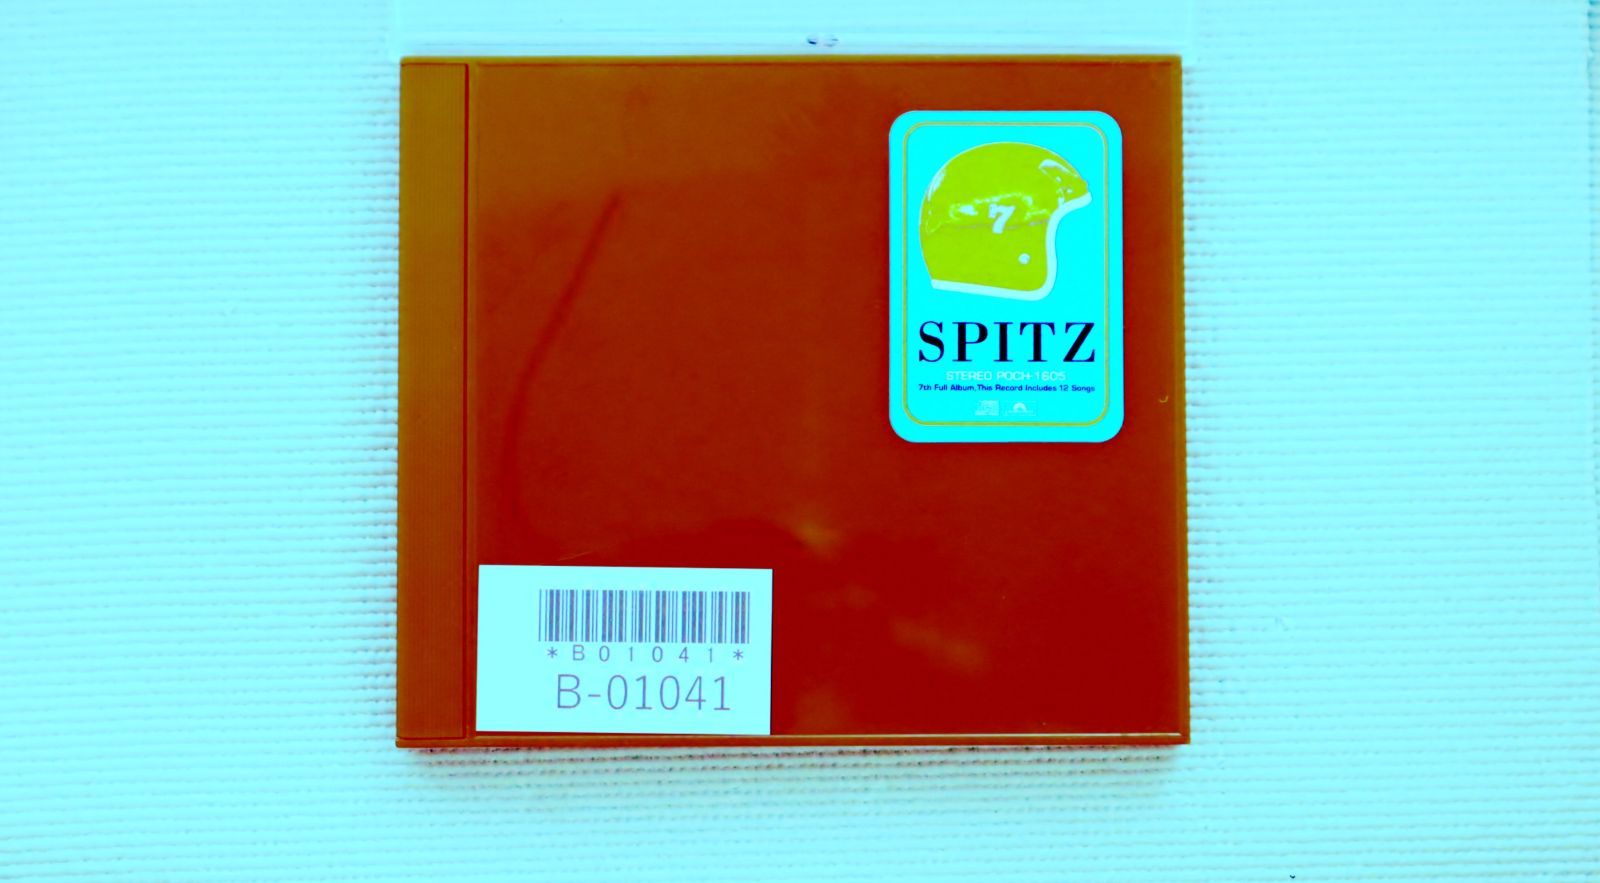 7
SPITZ
STEREO POCH-1605
7th Full Album.This Record Includes 12 Songs
*B01041*
B-01041